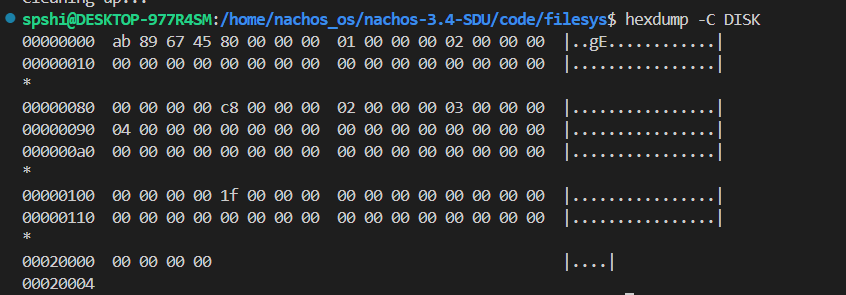 Cleaning up...
spshi@DESKTOP-977R4SM:/home/nachos_os/nachos-3.4-SDU/code/filesys$ hexdump -C DISK
00000000  ab 89 67 45 80 00 00 00  01 00 00 00 02 00 00 00  |..gE............|
00000010  00 00 00 00 00 00 00 00  00 00 00 00 00 00 00 00  |................|
*
00000080  00 00 00 00 c8 00 00 00  02 00 00 00 03 00 00 00  |................|
00000090  04 00 00 00 00 00 00 00  00 00 00 00 00 00 00 00  |................|
000000a0  00 00 00 00 00 00 00 00  00 00 00 00 00 00 00 00  |................|
*
00000100  00 00 00 00 1f 00 00 00  00 00 00 00 00 00 00 00  |................|
00000110  00 00 00 00 00 00 00 00  00 00 00 00 00 00 00 00  |................|
*
00020000  00 00 00 00                                       |....|
00020004